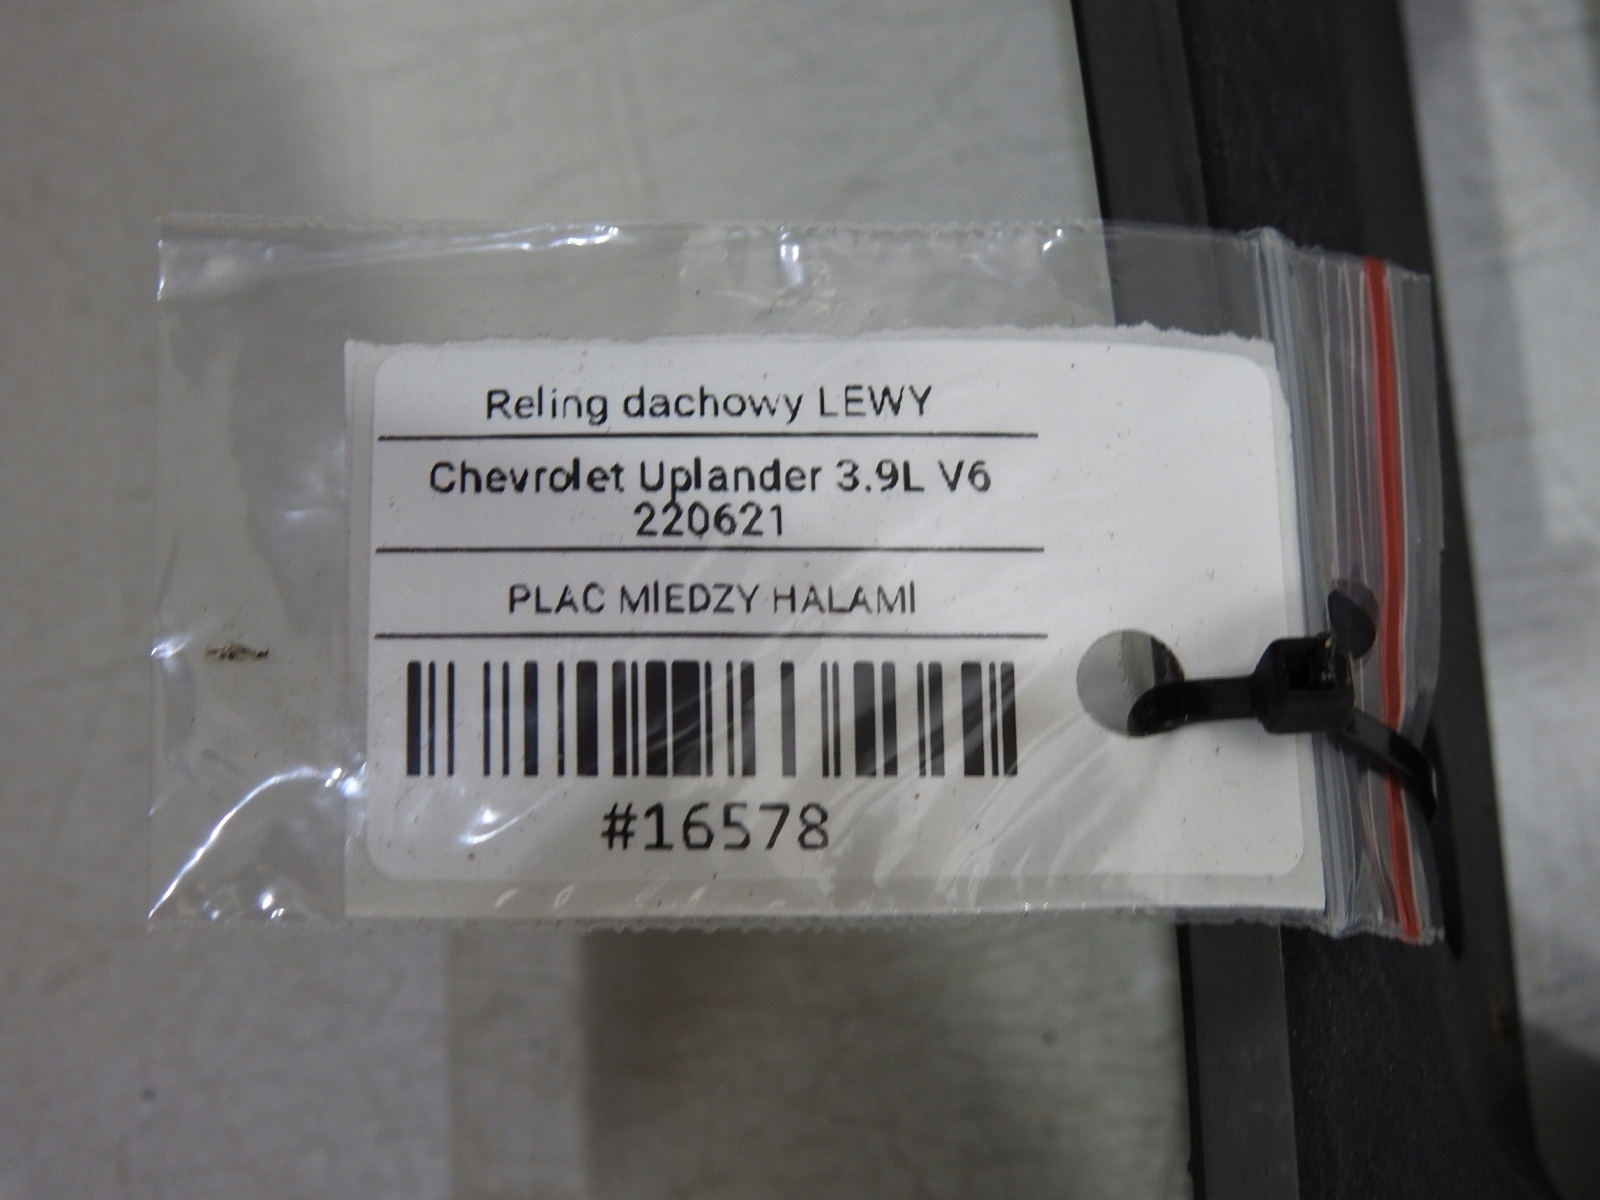 Reling dachowy LEWY
Chevrolet Uplander 3.9L V6
220621
PLAC MIEDZY HALAMI
#16578